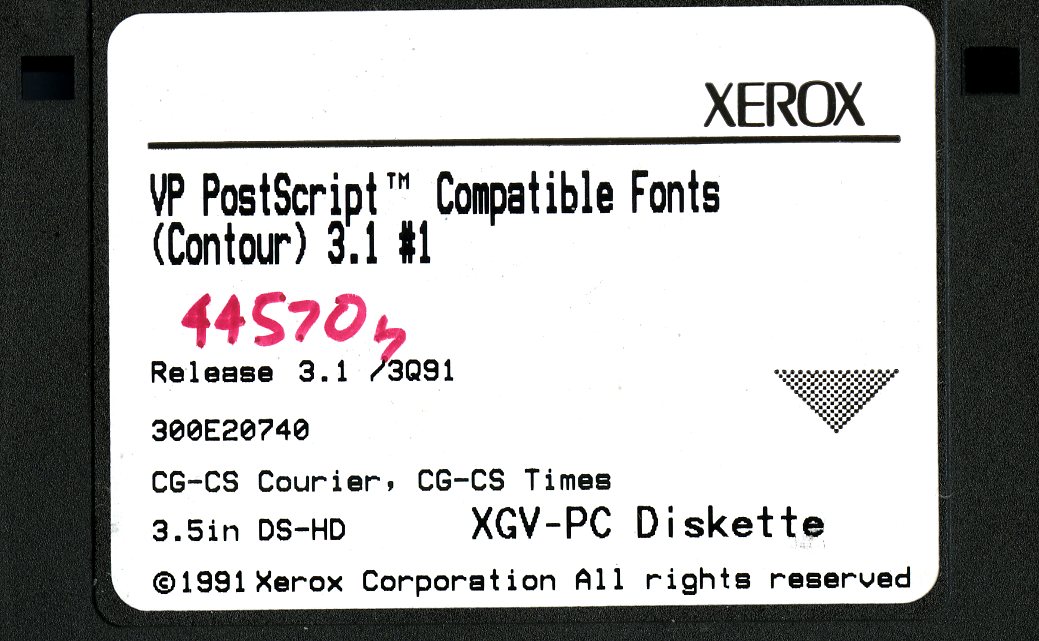 XEROX
VP PostScript™ Compatible Fonts
(Contour) 3.1 #1
44570
Release 3.1 /3Q91
300E20740
CG-CS Courier, CG-CS Times
3.5in DS-HD XGV-PC Diskette
©1991 Xerox Corporation All rights reserved